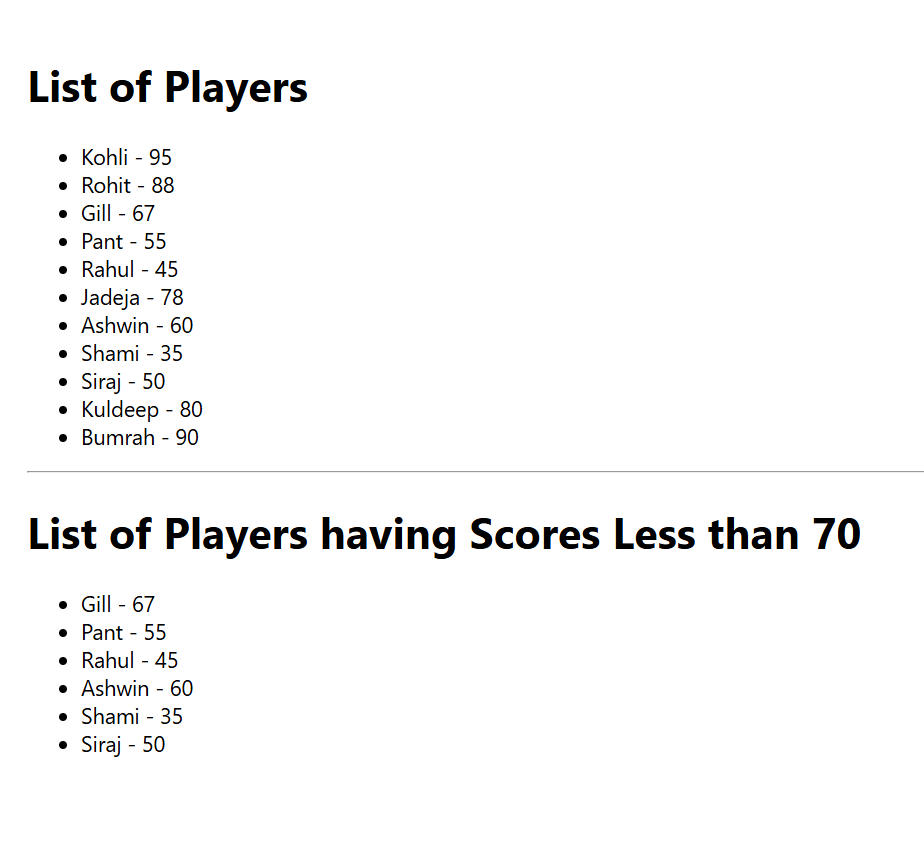 List of Players
• Kohli - 95
• Rohit - 88
• Gill - 67
• Pant - 55
• Rahul - 45
• Jadeja - 78
• Ashwin - 60
• Shami - 35
• Siraj - 50
• Kuldeep - 80
• Bumrah - 90
List of Players having Scores Less than 70
• Gill - 67
• Pant - 55
• Rahul - 45
• Ashwin - 60
• Shami - 35
• Siraj - 50